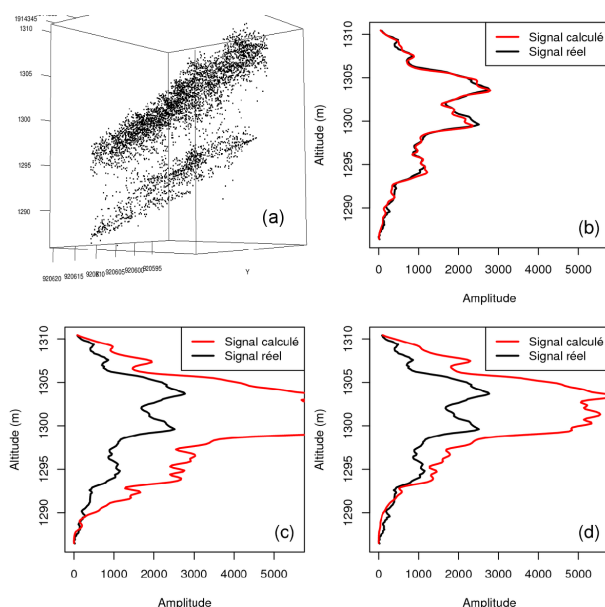 1914345
1310
1305
1300
1295
1290
(a)
920620
920615
920605
920600
920595
Y
Signal calculé
Signal réel
1310
1305
1300
1295
1290
Altitude (m)
(b)
0 1000 2000 3000 4000 5000
Amplitude
Signal calculé
Signal réel
1310
1305
1300
1295
1290
Altitude (m)
(c)
0 1000 2000 3000 4000 5000
Amplitude
Signal calculé
Signal réel
1310
1305
1300
1295
1290
Altitude (m)
(d)
0 1000 2000 3000 4000 5000
Amplitude